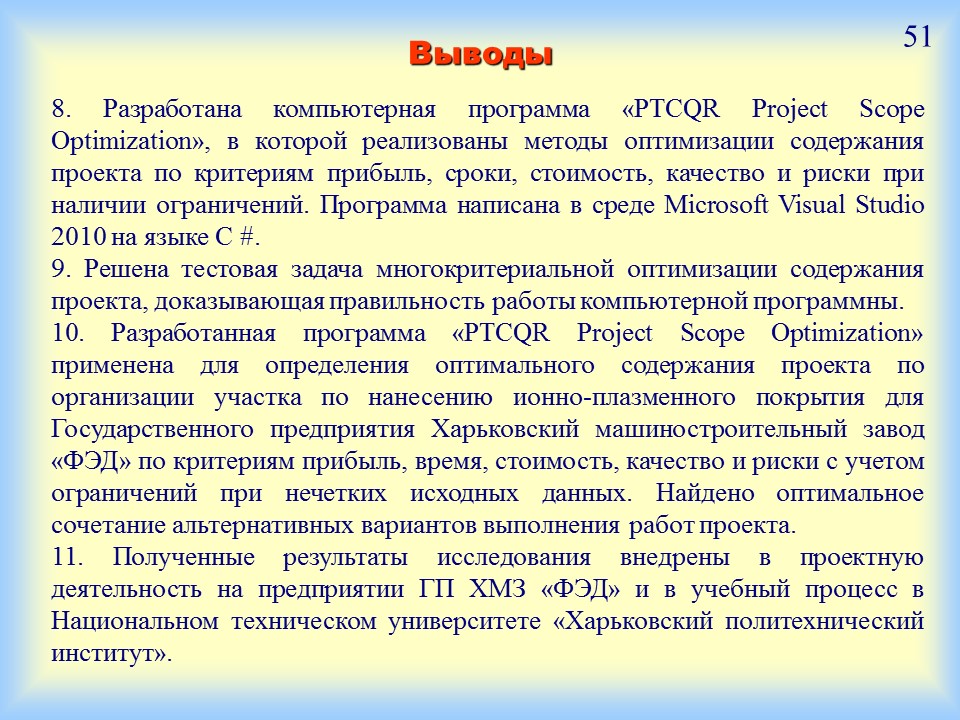 51
Выводы
8. Разработана компьютерная программа «PTCQR Project Scope
Optimization», в которой реализованы методы оптимизации содержания
проекта по критериям прибыль, сроки, стоимость, качество и риски при
наличии ограничений. Программа написана в среде Microsoft Visual Studio
2010 на языке C #.
9. Решена тестовая задача многокритериальной оптимизации содержания
проекта, доказывающая правильность работы компьютерной программны.
10. Разработанная программа «PTCQR Project Scope Optimization»
применена для определения оптимального содержания проекта по
организации участка по нанесению ионно-плазменного покрытия для
Государственного предприятия Харьковский машиностроительный завод
«ФЭД» по критериям прибыль, время, стоимость, качество и риски с учетом
ограничений при нечетких исходных данных. Найдено оптимальное
сочетание альтернативных вариантов выполнения работ проекта.
11. Полученные результаты исследования внедрены в проектную
деятельность на предприятии ГП ХМЗ «ФЭД» и в учебный процесс в
Национальном техническом университете «Харьковский политехнический
институт».